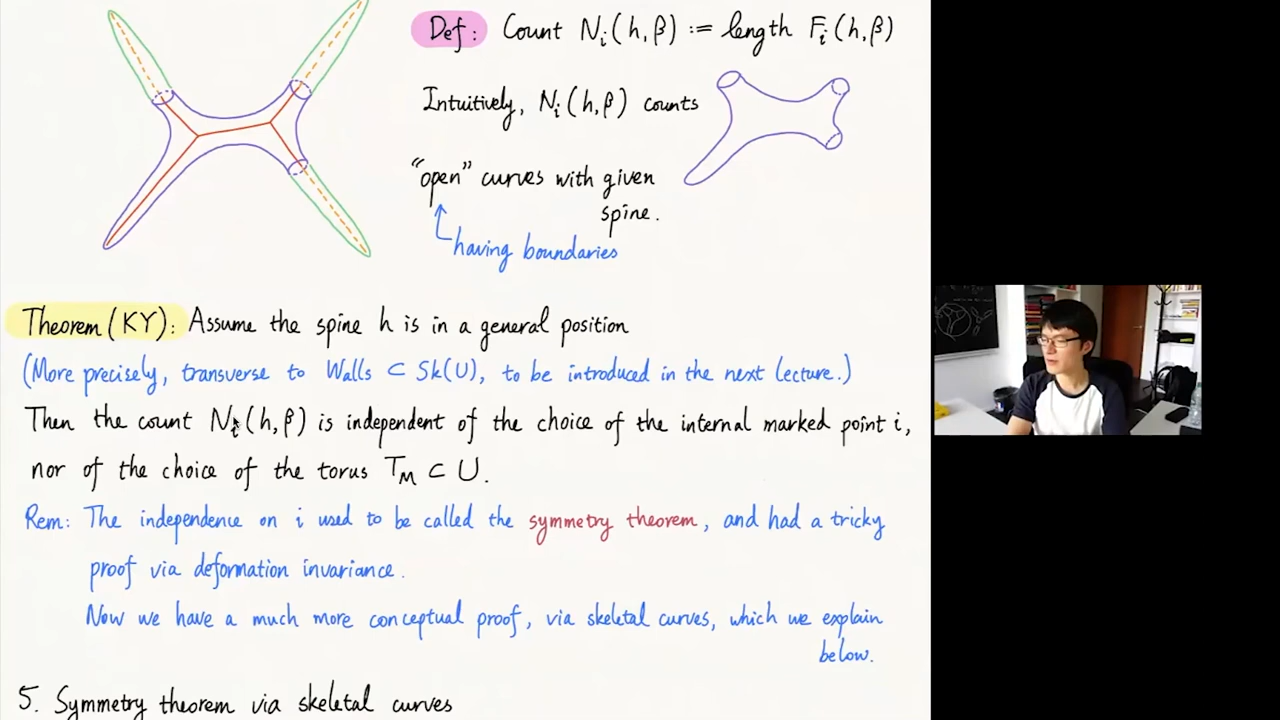 Def: Count Nᵢ(h, β) := length Fᵢ(h, β)
Intuitively, Nᵢ(h, β) counts
"open" curves with given
spine.
having boundaries
Theorem (KY): Assume the spine h is in a general position
(More precisely, transverse to Walls ⊂ Sk(U), to be introduced in the next lecture.)
Then the count Nᵢ(h, β) is independent of the choice of the internal marked point i,
nor of the choice of the torus T_M ⊂ U.
Rem: The independence on i used to be called the symmetry theorem, and had a tricky
proof via deformation invariance.
Now we have a much more conceptual proof, via skeletal curves, which we explain
below.
5. Symmetry theorem via skeletal curves